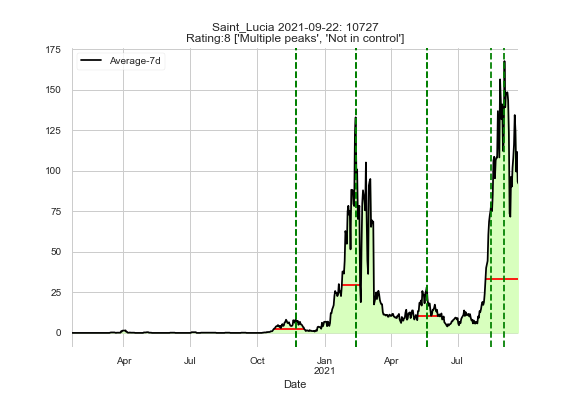 Saint_Lucia 2021-09-22: 10727
Rating:8 ['Multiple peaks', 'Not in control']
175
Average-7d
150
125
100
75
50
25
0
Apr Jul Oct Jan Apr Jul
2021
Date